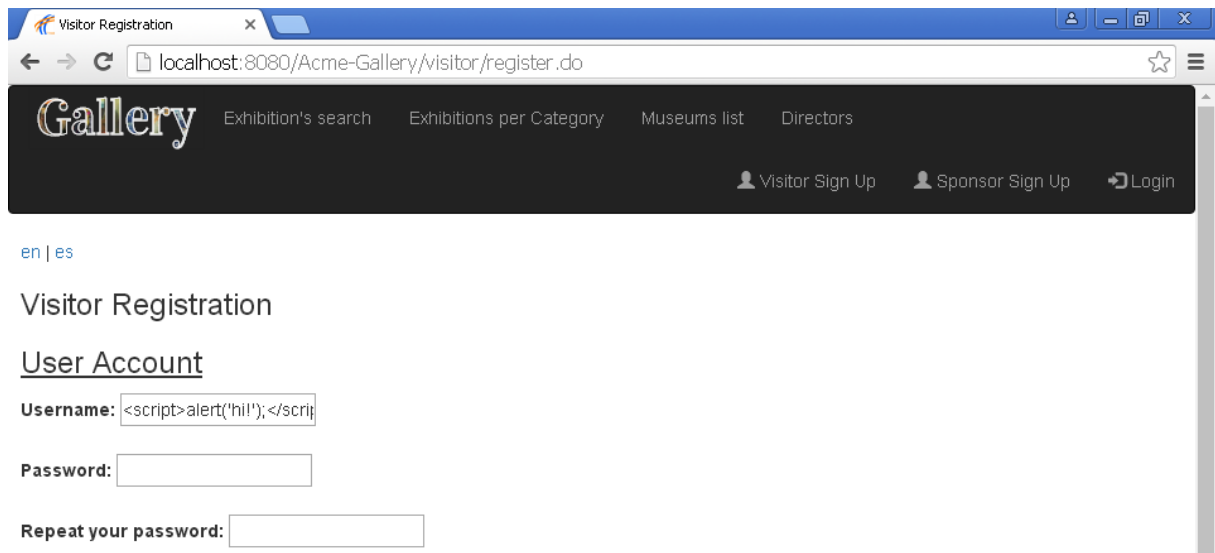 Visitor Registration
localhost:8080/Acme-Gallery/visitor/register.do
Gallery Exhibition's search Exhibitions per Category Museums list Directors
Visitor Sign Up Sponsor Sign Up Login
en | es
Visitor Registration
User Account
Username: <script>alert('hi!');</scrip
Password:
Repeat your password: